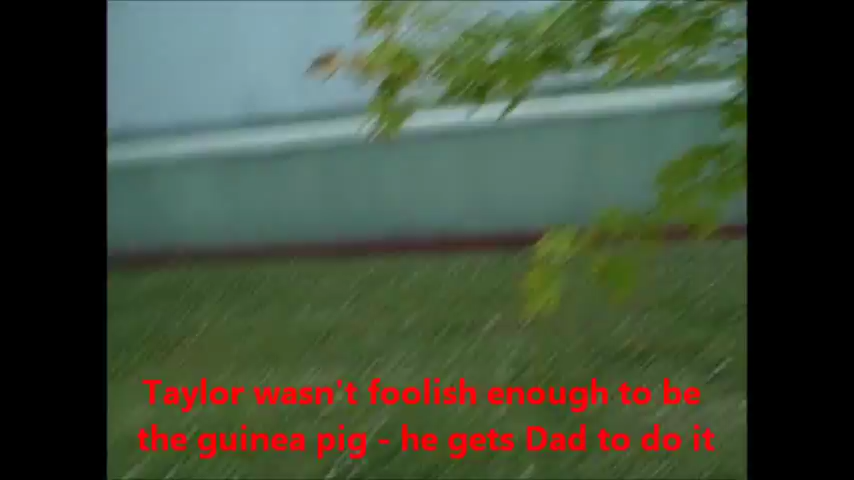 Taylor wasn't foolish enough to be
the guinea pig - he gets Dad to do it